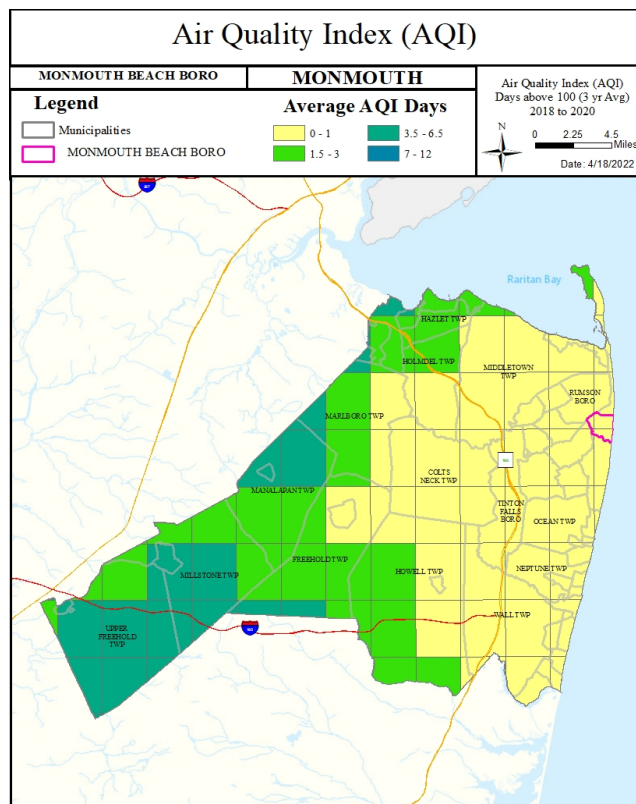 Air Quality Index (AQI)
MONMOUTH BEACH BORO
MONMOUTH
Air Quality Index (AQI)
Days above 100 (3 yr Avg)
2018 to 2020
Legend
Municipalities
MONMOUTH BEACH BORO
Average AQI Days
0 - 1
1.5 - 3
3.5 - 6.5
7 - 12
N
0 2.25 4.5
Miles
Date: 4/18/2022
Raritan Bay
HAZLET TWP
HOLMDEL TWP
MIDDLETOWN
TWP
RUMSON
BORO
MARLBORO TWP
COLTS
NECK TWP
MANALAPAN TWP
TINTON
FALLS
BORO
OCEAN TWP
FREEHOLD TWP
HOWELL TWP
NEPTUNE TWP
MILLSTONE TWP
WALL TWP
UPPER
FREEHOLD
TWP